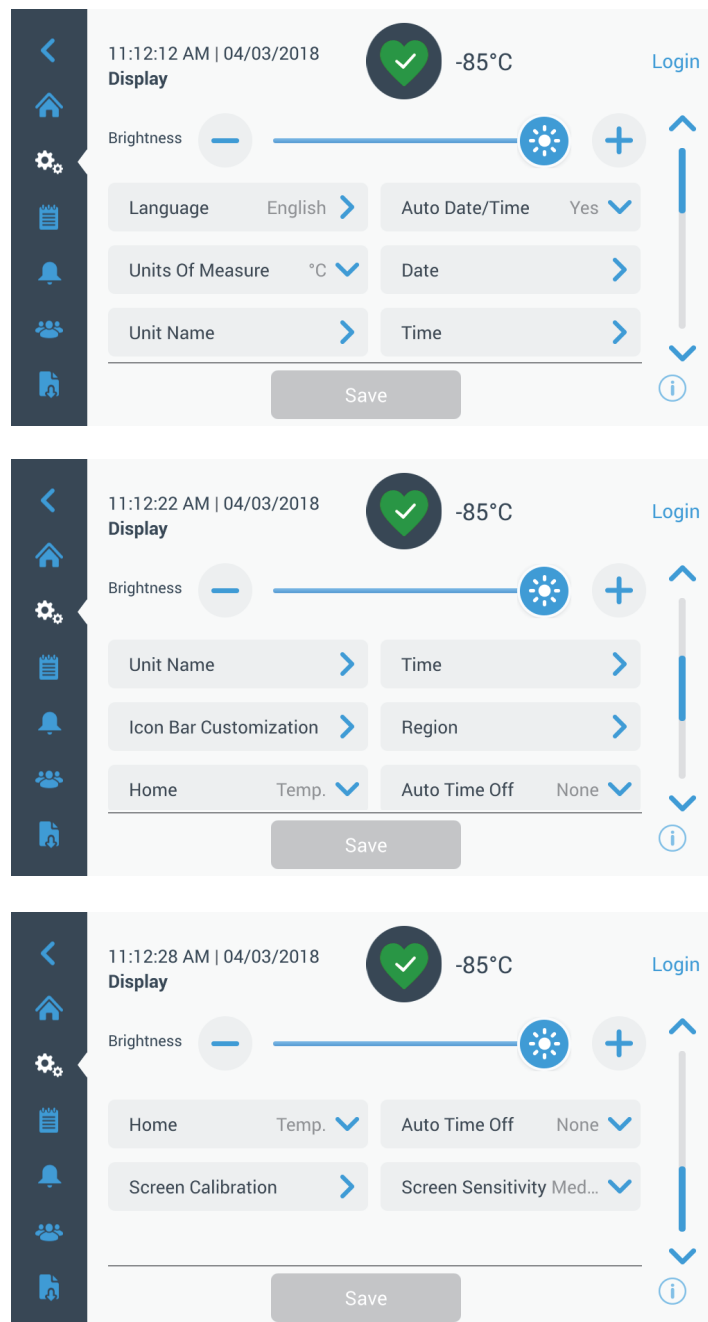 11:12:12 AM | 04/03/2018
Display
-85°C
Login
Brightness
Language English
Auto Date/Time Yes
Units Of Measure °C
Date
Unit Name
Time
Save
11:12:22 AM | 04/03/2018
Display
-85°C
Login
Brightness
Unit Name
Time
Icon Bar Customization
Region
Home Temp.
Auto Time Off None
Save
11:12:28 AM | 04/03/2018
Display
-85°C
Login
Brightness
Home Temp.
Auto Time Off None
Screen Calibration
Screen Sensitivity Med...
Save